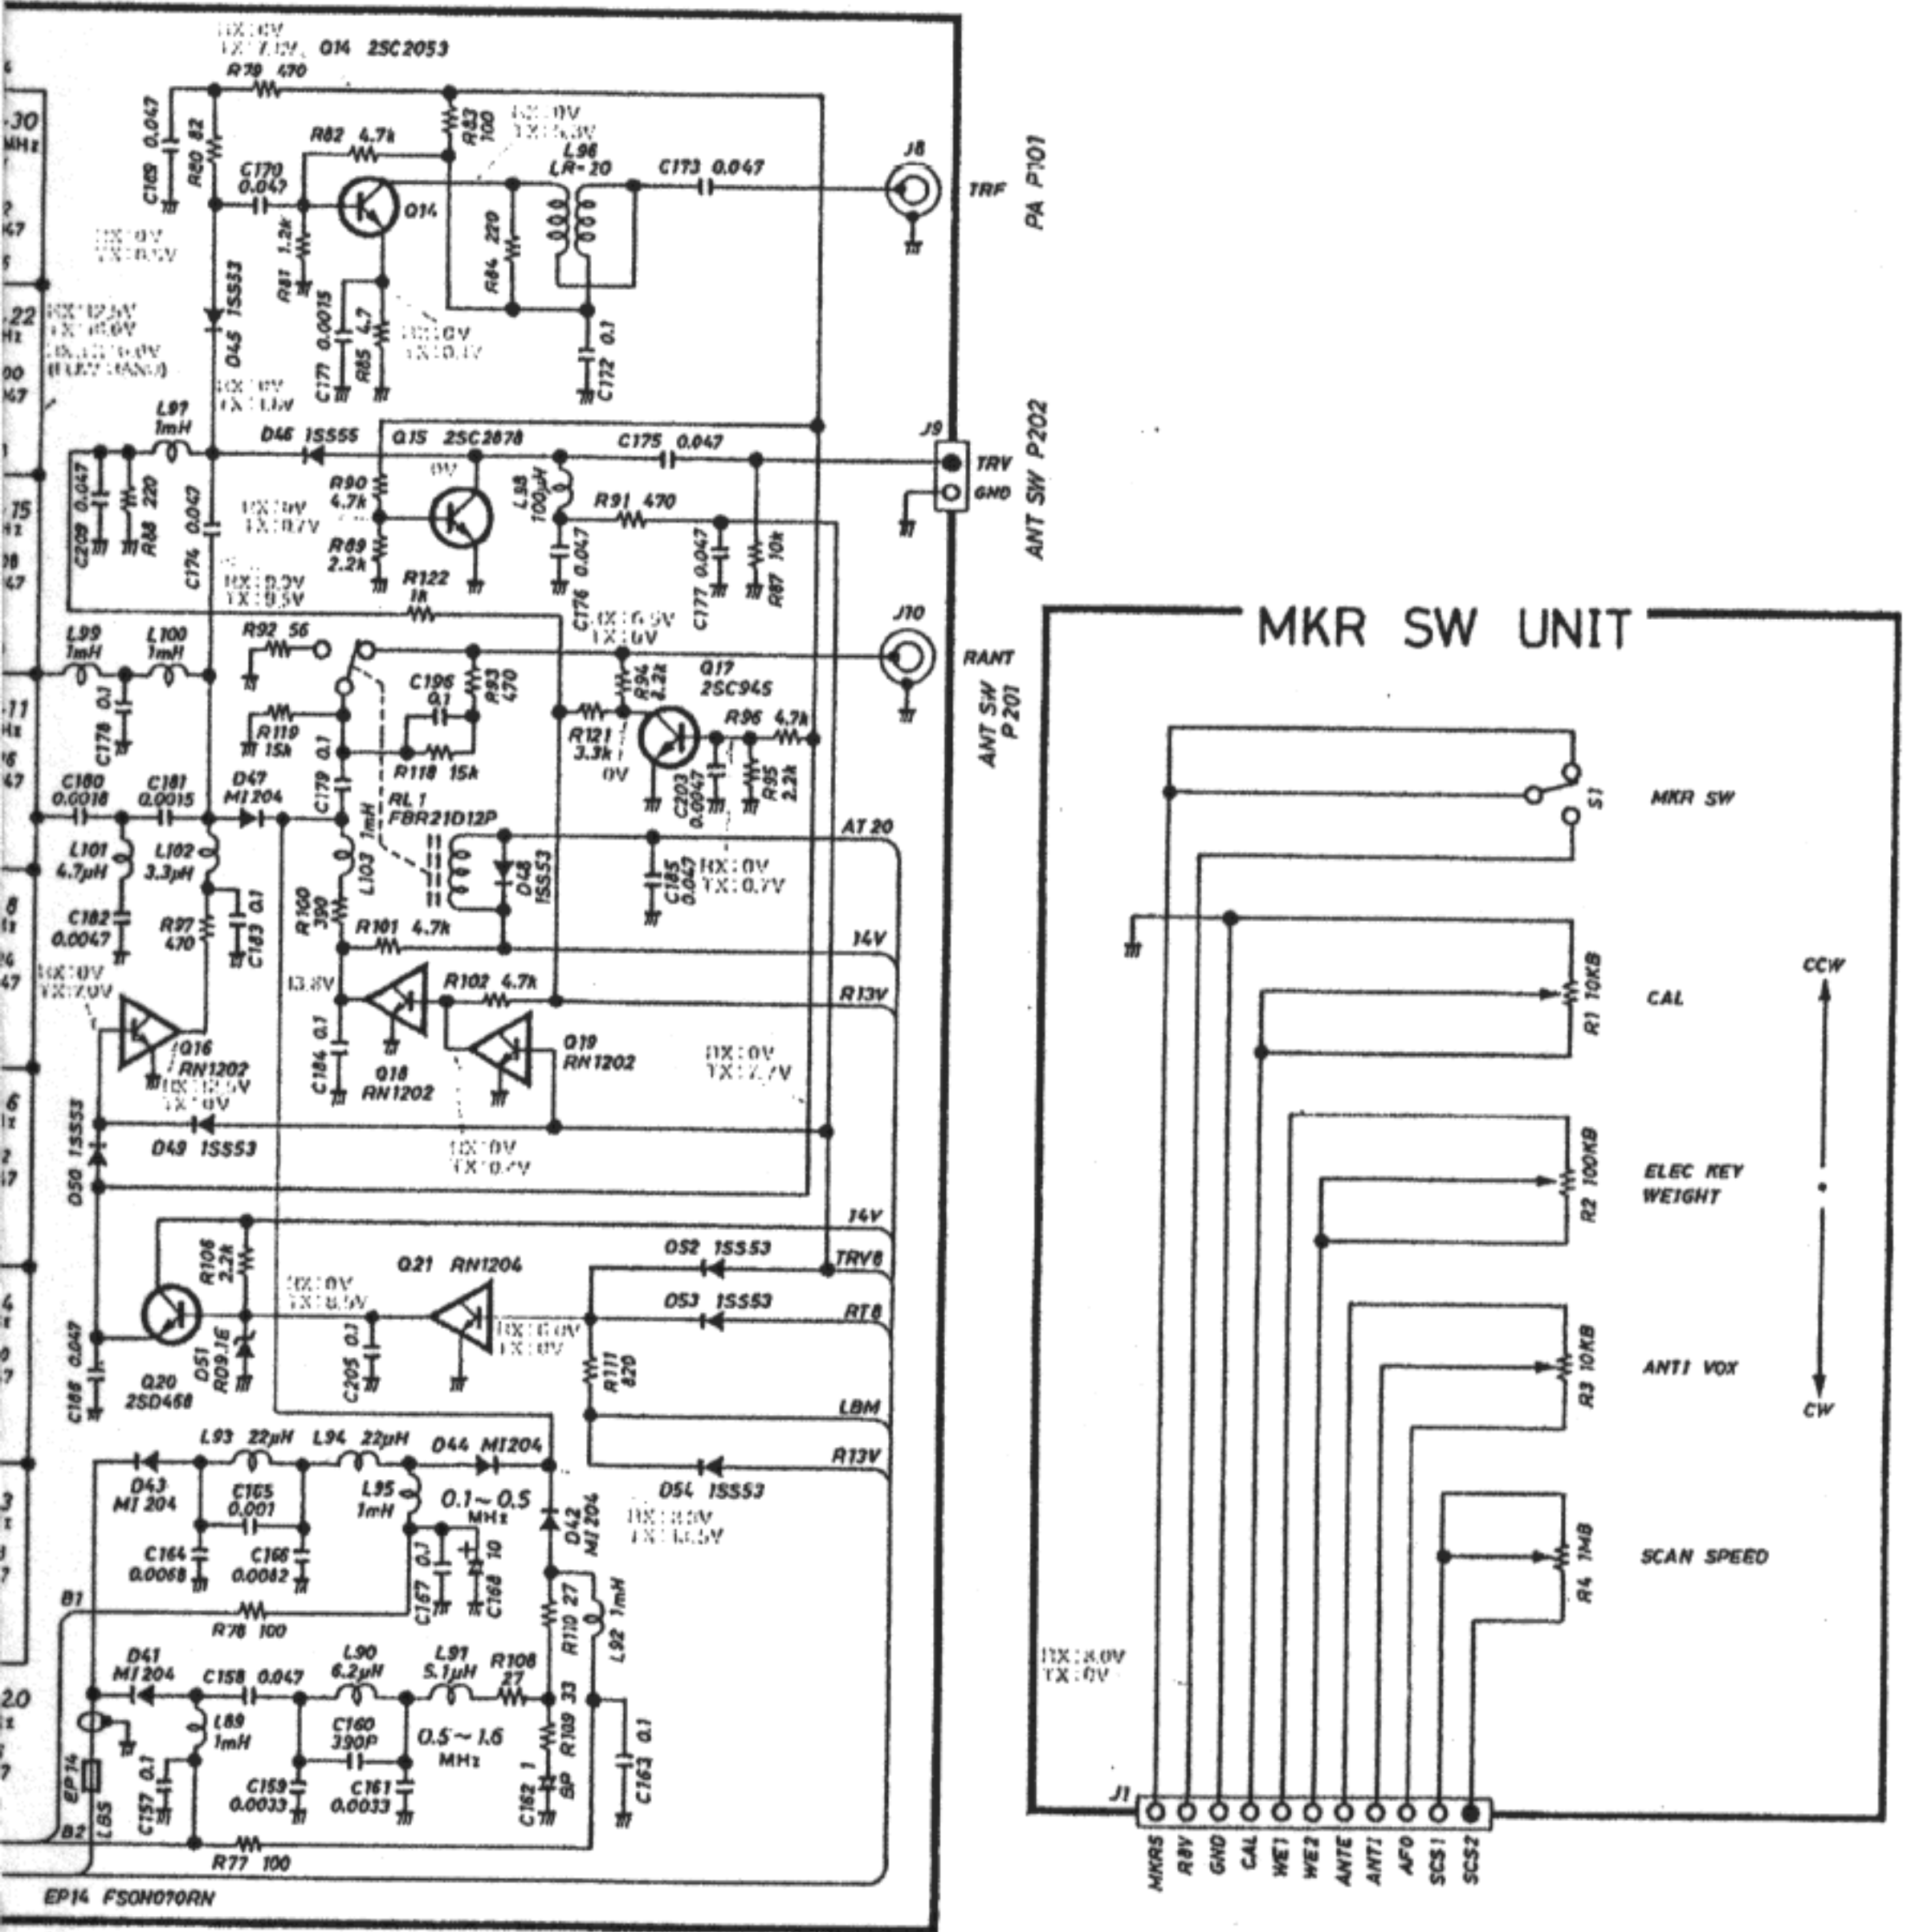 Q14 2SC2053
R79 470
C169 0.047
R80 82
R82 4.7k
R83 100
L96
LR-20
C173 0.047
J8
TRF
PA P101
C170
0.047
Q14
R81 1.2k
R84 220
D45 1SS53
C171 0.0015
R85 4.7
C172 0.1
L97
1mH
D46 1SS55
Q15 2SC2878
0V
C175 0.047
J9
TRV
GND
ANT SW P202
C209 0.047
R88 220
C174 0.047
R90
4.7k
R89
2.2k
L98
100µH
R91 470
C176 0.047
C177 0.047
R87 10k
R122
1k
L99
1mH
L100
1mH
R92 56
J10
RANT
ANT SW
P201
C178 0.1
R119
15k
C196
0.1
R93
470
R94
2.2k
Q17
2SC945
R96 4.7k
R121
3.3k
0V
R118 15k
C179 0.1
C203
0.0047
R95
2.2k
C180
0.0018
C181
0.0015
D47
MI204
RL1
FBR21D12P
AT20
L101
4.7µH
L102
3.3µH
L103 1mH
D48
1SS53
C185
0.047
RX:0V
TX:0.7V
C182
0.0047
R97
470
C183 0.1
R100
390
R101 4.7k
14V
13.8V
R102 4.7k
R13V
Q16
RN1202
C184 0.1
Q18
RN1202
Q19
RN1202
D50 1SS53
D49 1SS53
14V
R106
2.2k
Q21 RN1204
D52 1SS53
TRV8
D53 1SS53
RT8
C186 0.047
Q20
2SD468
D51
RD9.1E
C205 0.1
R111
820
LBM
R13V
L93 22µH
L94 22µH
D44 MI204
D54 1SS53
D43
MI204
C165
0.001
L95
1mH
0.1~0.5
MHz
D42
MI204
C164
0.0068
C166
0.0082
C167 0.1
C168 10
B1
R78 100
R110 27
L92 1mH
D41
MI204
C158 0.047
L90
6.2µH
L91
5.1µH
R108
27
L89
1mH
C160
390P
0.5~1.6
MHz
R109 33
EP14
LBS
C157 0.1
C159
0.0033
C161
0.0033
C162 1
BP
C163 0.1
B2
R77 100
EP14 FSOH070RN
MKR SW UNIT
S1
MKR SW
R1 10KB
CAL
CCW
R2 100KB
ELEC KEY
WEIGHT
R3 10KB
ANTI VOX
CW
R4 1MB
SCAN SPEED
RX:8.0V
TX:0V
J1
MKRS
R8V
GND
CAL
WE1
WE2
ANTE
ANTI
AFO
SCS1
SCS2